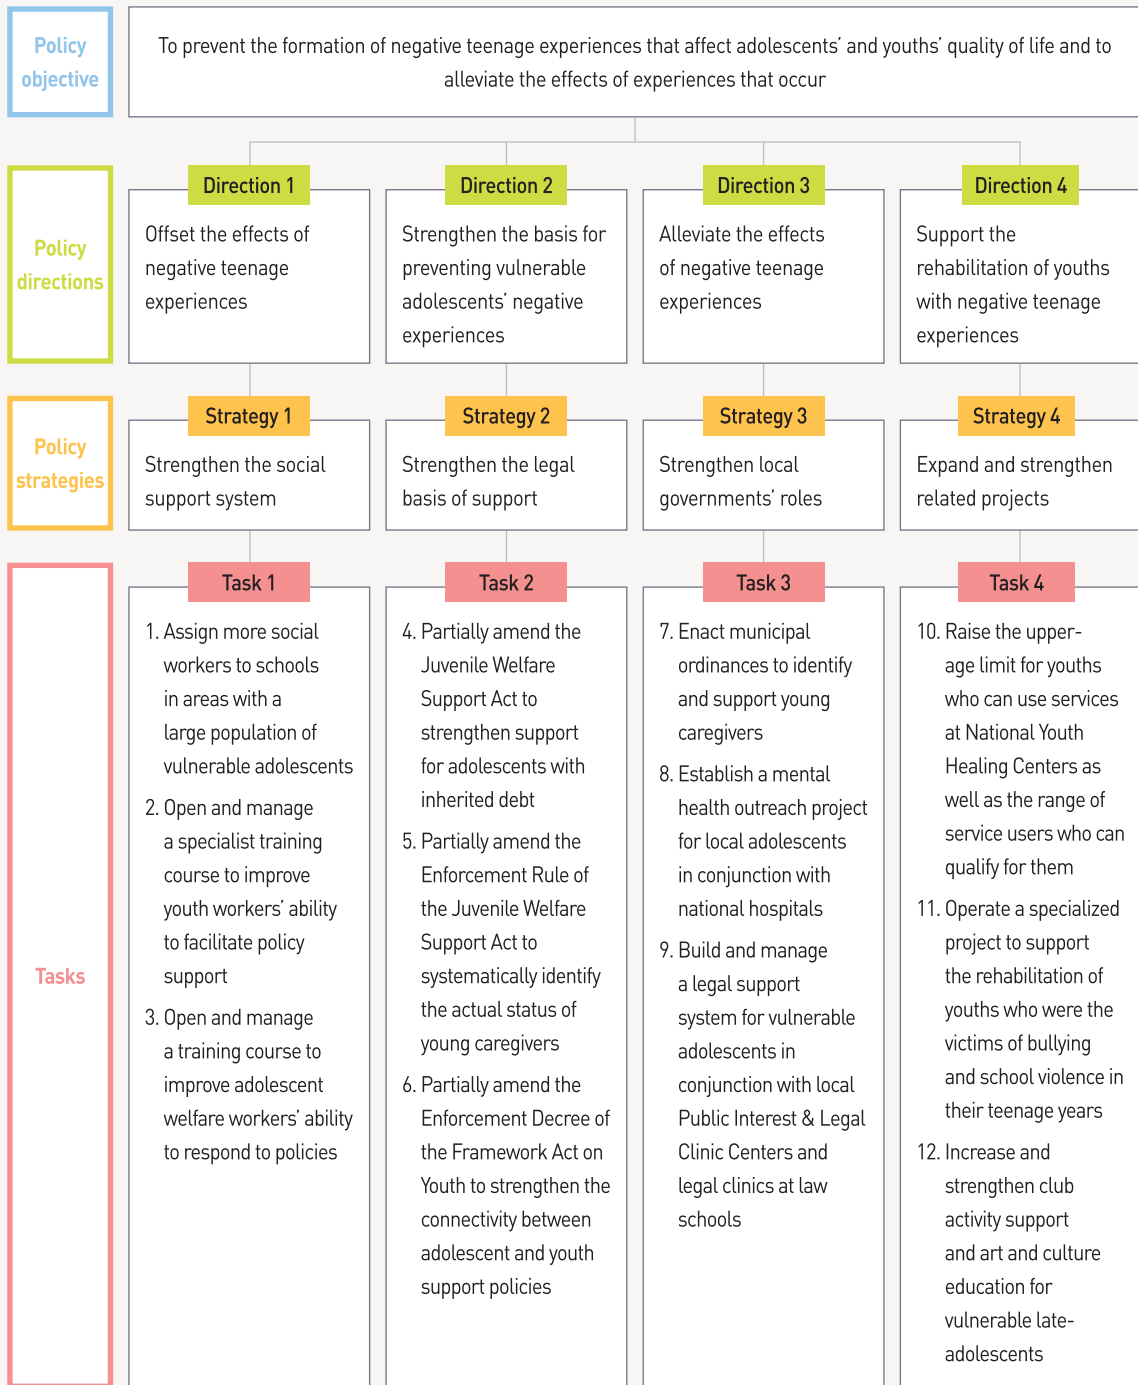 Policy
objective
To prevent the formation of negative teenage experiences that affect adolescents’ and youths’ quality of life and to
alleviate the effects of experiences that occur
Policy
directions
Direction 1
Offset the effects of
negative teenage
experiences
Direction 2
Strengthen the basis for
preventing vulnerable
adolescents’ negative
experiences
Direction 3
Alleviate the effects
of negative teenage
experiences
Direction 4
Support the
rehabilitation of youths
with negative teenage
experiences
Policy
strategies
Strategy 1
Strengthen the social
support system
Strategy 2
Strengthen the legal
basis of support
Strategy 3
Strengthen local
governments’ roles
Strategy 4
Expand and strengthen
related projects
Tasks
Task 1
1. Assign more social
workers to schools
in areas with a
large population of
vulnerable adolescents
2. Open and manage
a specialist training
course to improve
youth workers’ ability
to facilitate policy
support
3. Open and manage
a training course to
improve adolescent
welfare workers’ ability
to respond to policies
Task 2
4. Partially amend the
Juvenile Welfare
Support Act to
strengthen support
for adolescents with
inherited debt
5. Partially amend the
Enforcement Rule of
the Juvenile Welfare
Support Act to
systematically identify
the actual status of
young caregivers
6. Partially amend the
Enforcement Decree of
the Framework Act on
Youth to strengthen the
connectivity between
adolescent and youth
support policies
Task 3
7. Enact municipal
ordinances to identify
and support young
caregivers
8. Establish a mental
health outreach project
for local adolescents
in conjunction with
national hospitals
9. Build and manage
a legal support
system for vulnerable
adolescents in
conjunction with local
Public Interest & Legal
Clinic Centers and
legal clinics at law
schools
Task 4
10. Raise the upper-
age limit for youths
who can use services
at National Youth
Healing Centers as
well as the range of
service users who can
qualify for them
11. Operate a specialized
project to support
the rehabilitation of
youths who were the
victims of bullying
and school violence in
their teenage years
12. Increase and
strengthen club
activity support
and art and culture
education for
vulnerable late-
adolescents